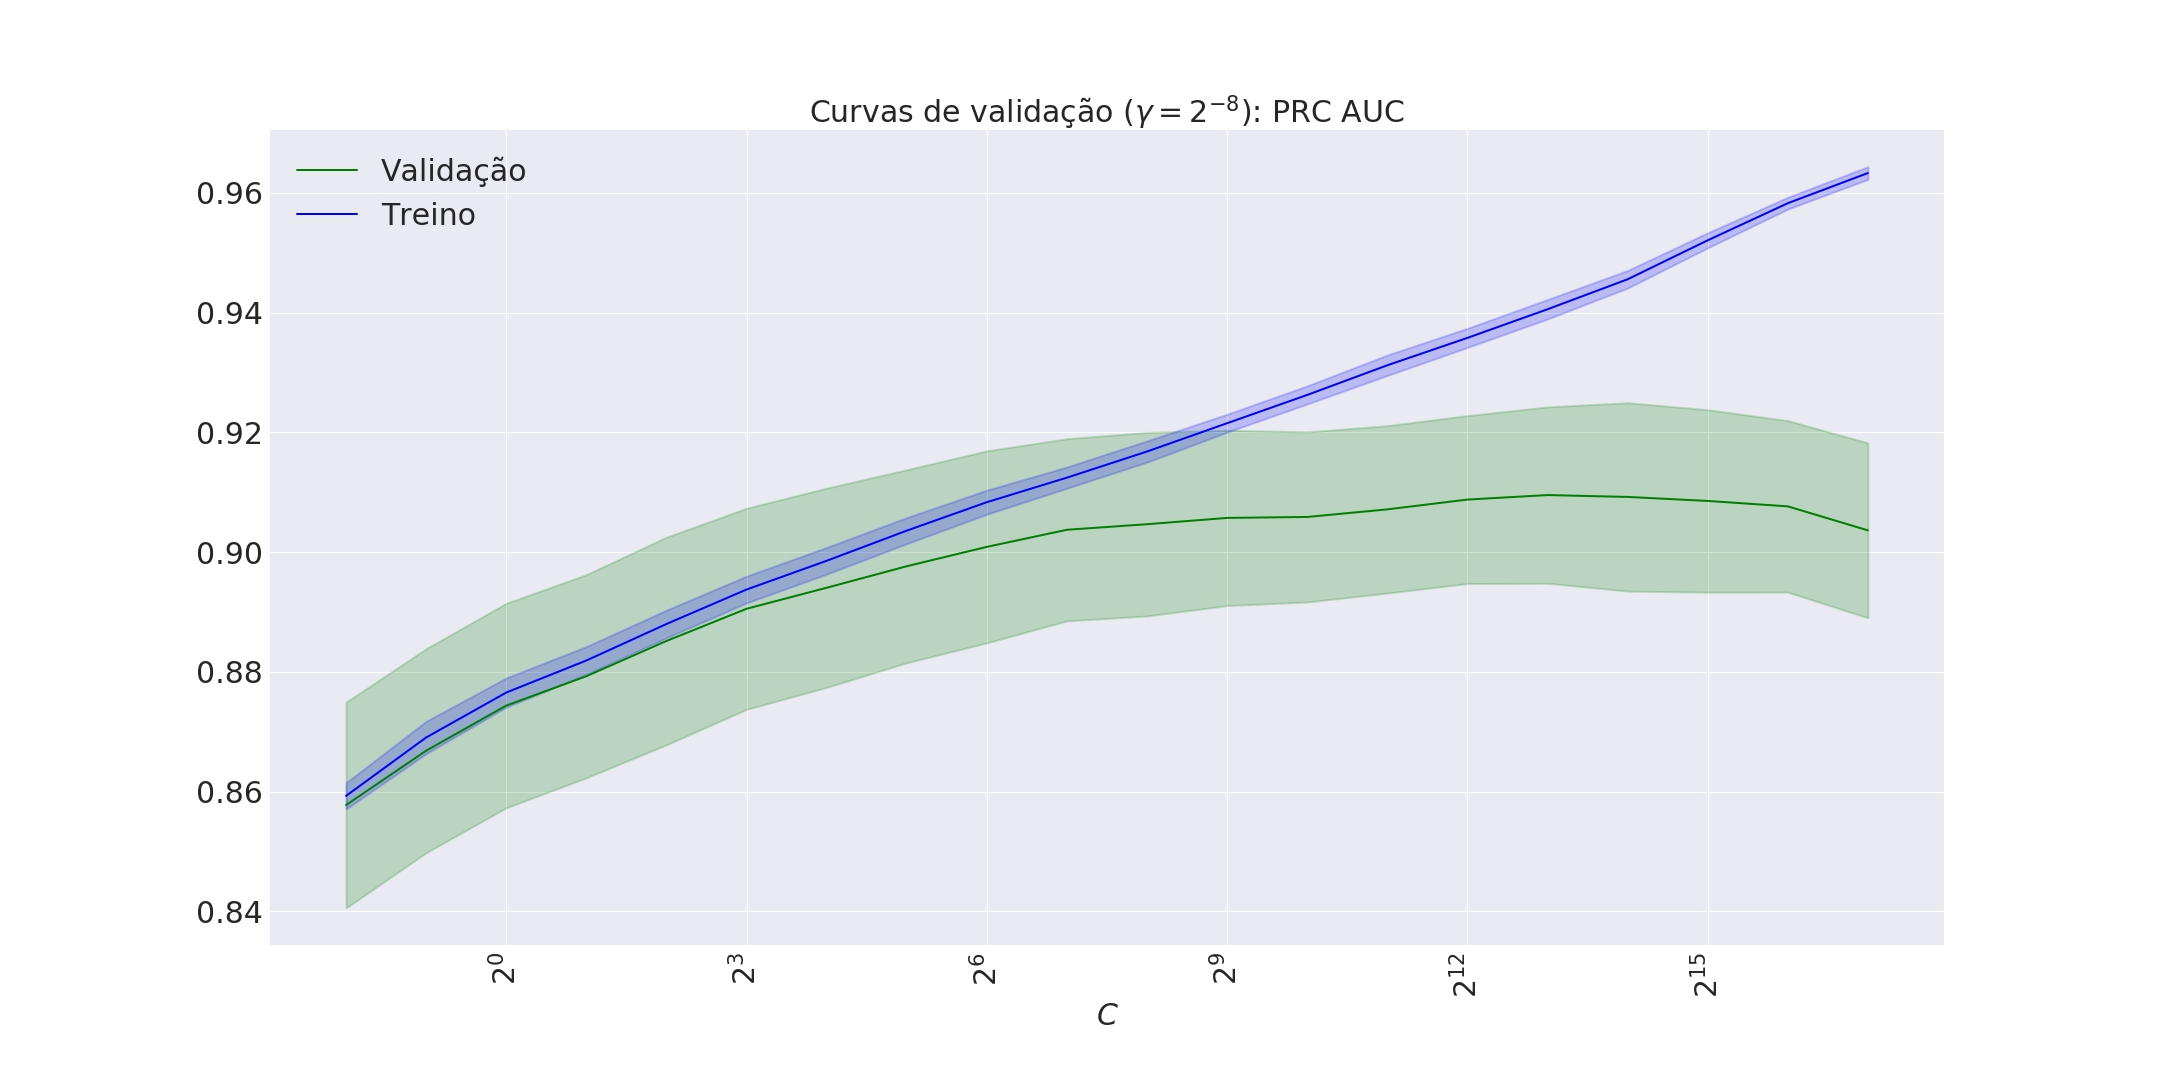 Curvas de validação (γ = 2⁻⁸): PRC AUC
Validação
Treino
0.96
0.94
0.92
0.90
0.88
0.86
0.84
2⁰ 2³ 2⁶ 2⁹ 2¹² 2¹⁵
C